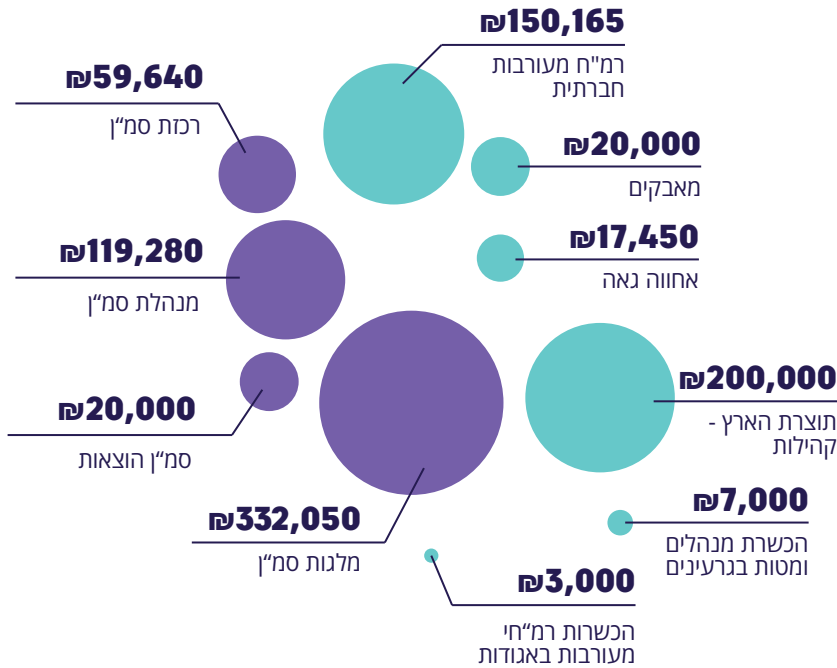 ₪150,165
רמ"ח מעורבות
חברתית
₪59,640
רכזת סמ“ן
₪20,000
מאבקים
₪17,450
אחווה גאה
₪119,280
מנהלת סמ“ן
₪200,000
תוצרת הארץ -
קהילות
₪20,000
סמ“ן הוצאות
₪7,000
הכשרת מנהלים
ומטות בגרעינים
₪332,050
מלגות סמ“ן
₪3,000
הכשרות רמ“חי
מעורבות באגודות